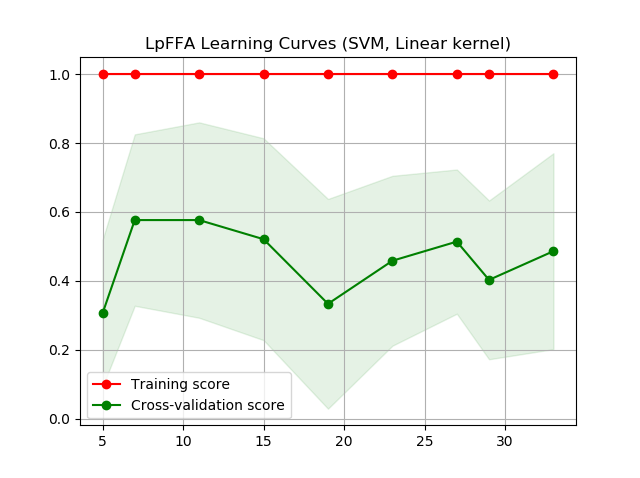 LpFFA Learning Curves (SVM, Linear kernel)
1.0
0.8
0.6
0.4
0.2
0.0
Training score
Cross-validation score
5 10 15 20 25 30